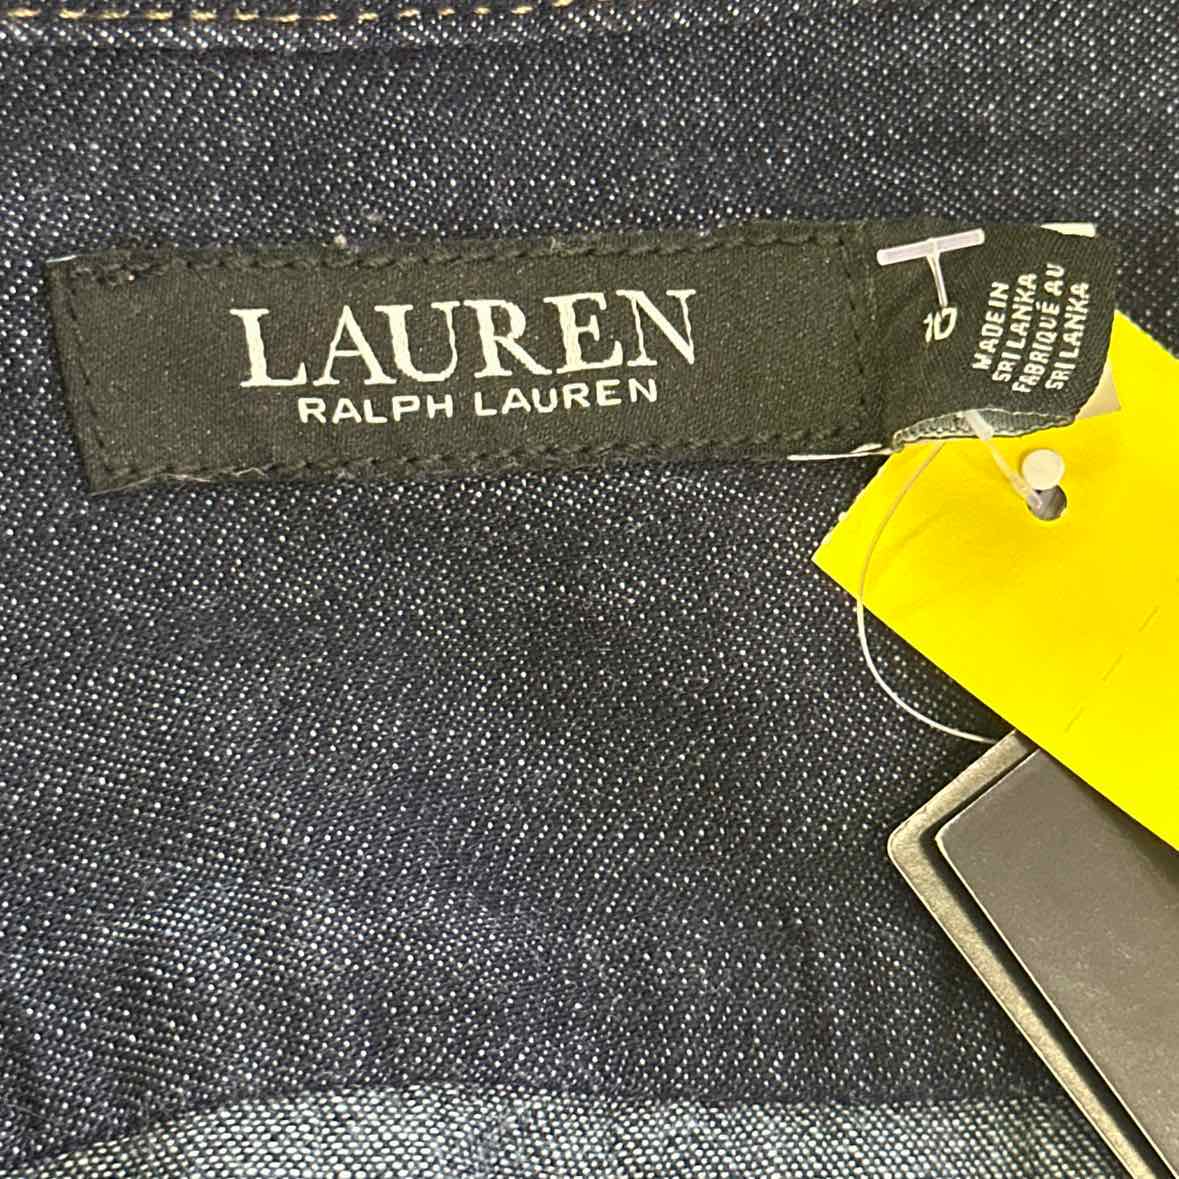 LAUREN
RALPH LAUREN
10
MADE IN
SRI LANKA
FABRIQUÉ AU
SRI LANKA